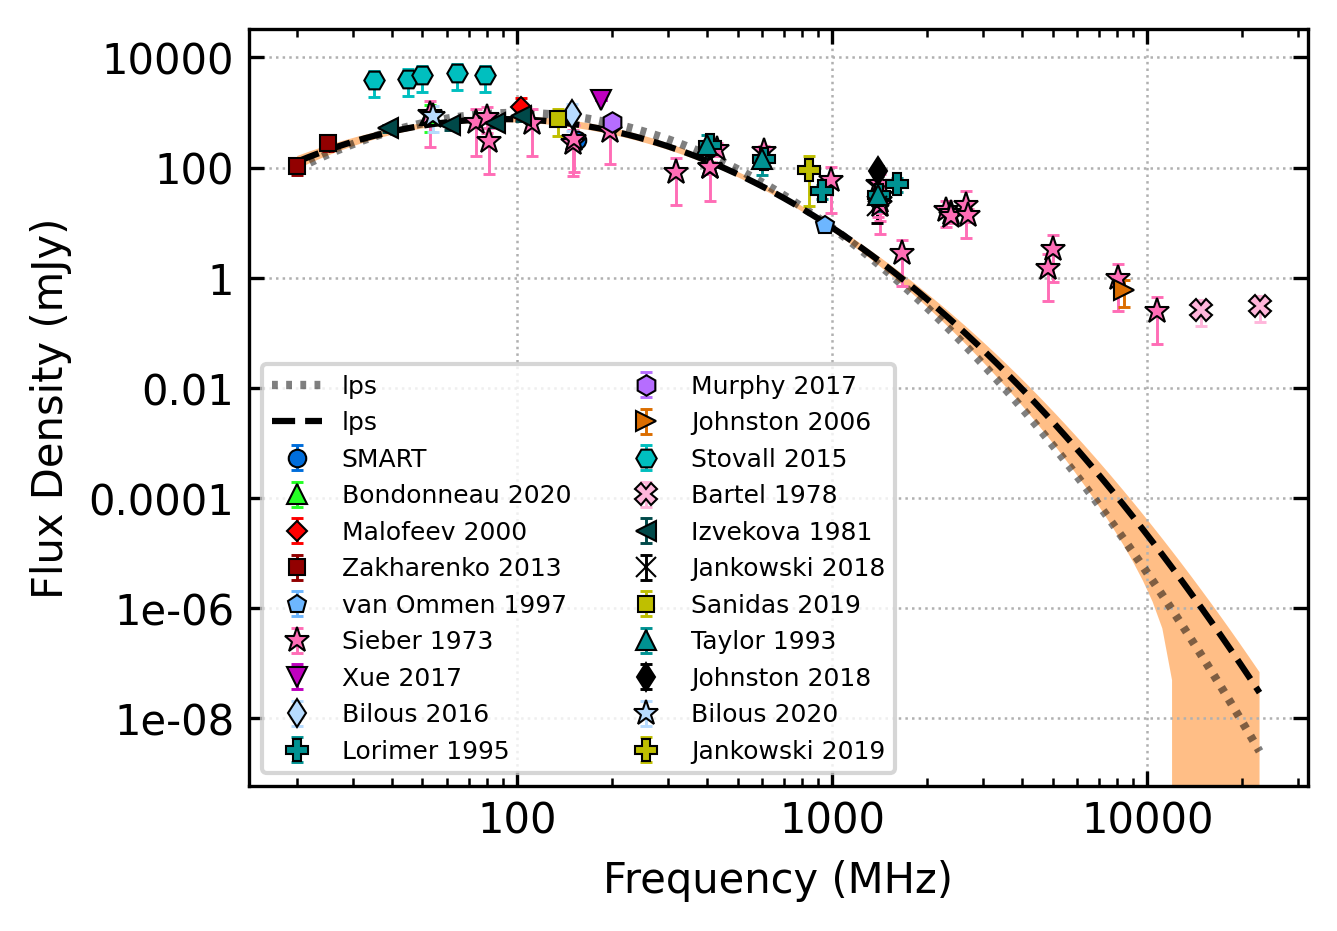 Flux Density (mJy)
10000
100
1
0.01
0.0001
1e-06
1e-08
lps
lps
SMART
Bondonneau 2020
Malofeev 2000
Zakharenko 2013
van Ommen 1997
Sieber 1973
Xue 2017
Bilous 2016
Lorimer 1995
Murphy 2017
Johnston 2006
Stovall 2015
Bartel 1978
Izvekova 1981
Jankowski 2018
Sanidas 2019
Taylor 1993
Johnston 2018
Bilous 2020
Jankowski 2019
100
1000
10000
Frequency (MHz)